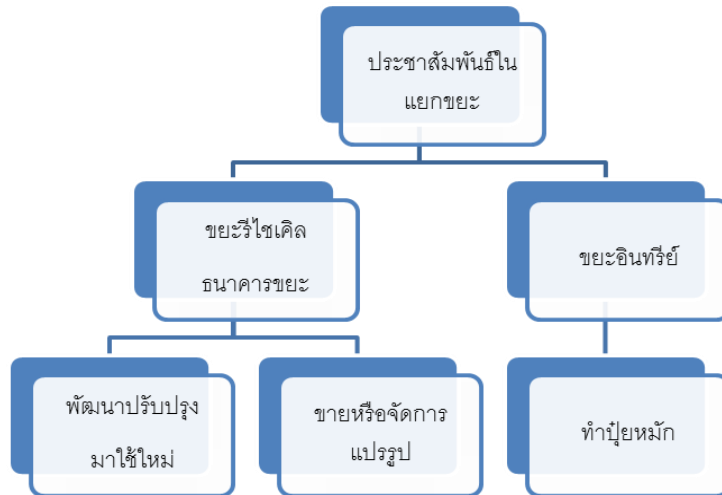 ประชาสัมพันธ์ใน
แยกขยะ
ขยะรีไซเคิล
ธนาคารขยะ
ขยะอินทรีย์
พัฒนาปรับปรุง
มาใช้ใหม่
ขายหรือจัดการ
แปรรูป
ทำปุ๋ยหมัก